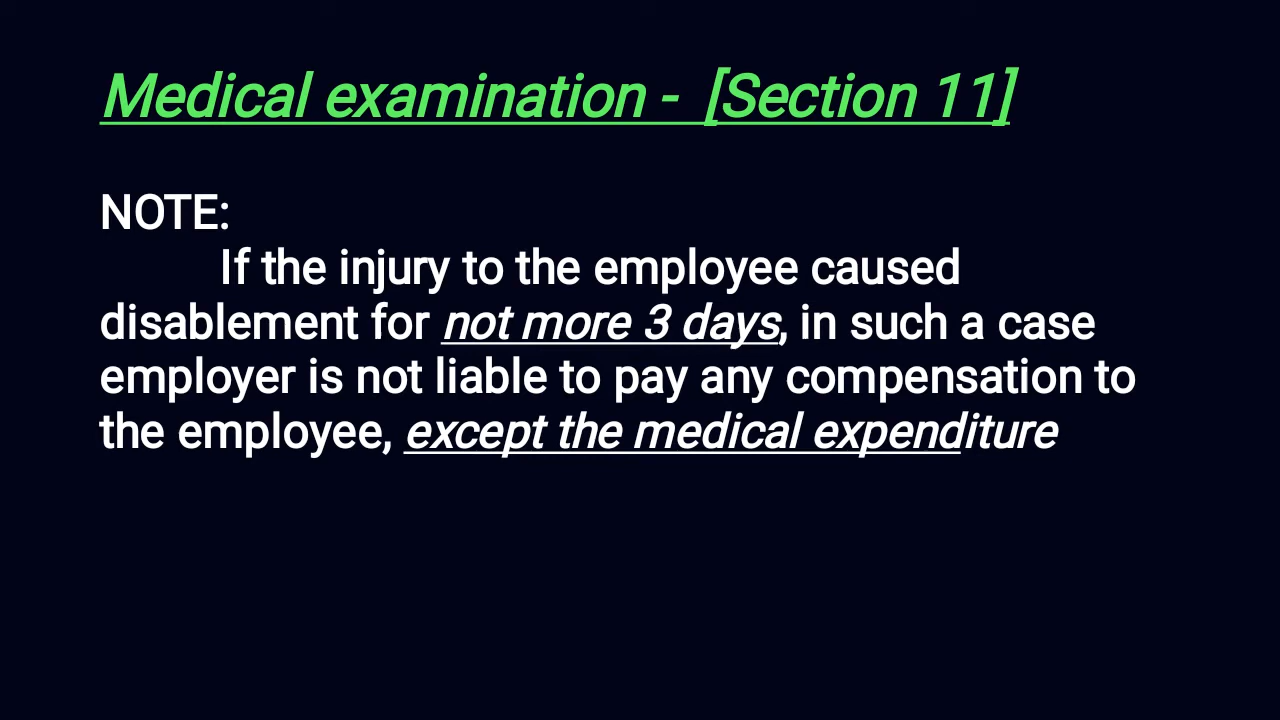 Medical examination -  [Section 11]
NOTE:
If the injury to the employee caused
disablement for not more 3 days, in such a case
employer is not liable to pay any compensation to
the employee, except the medical expenditure